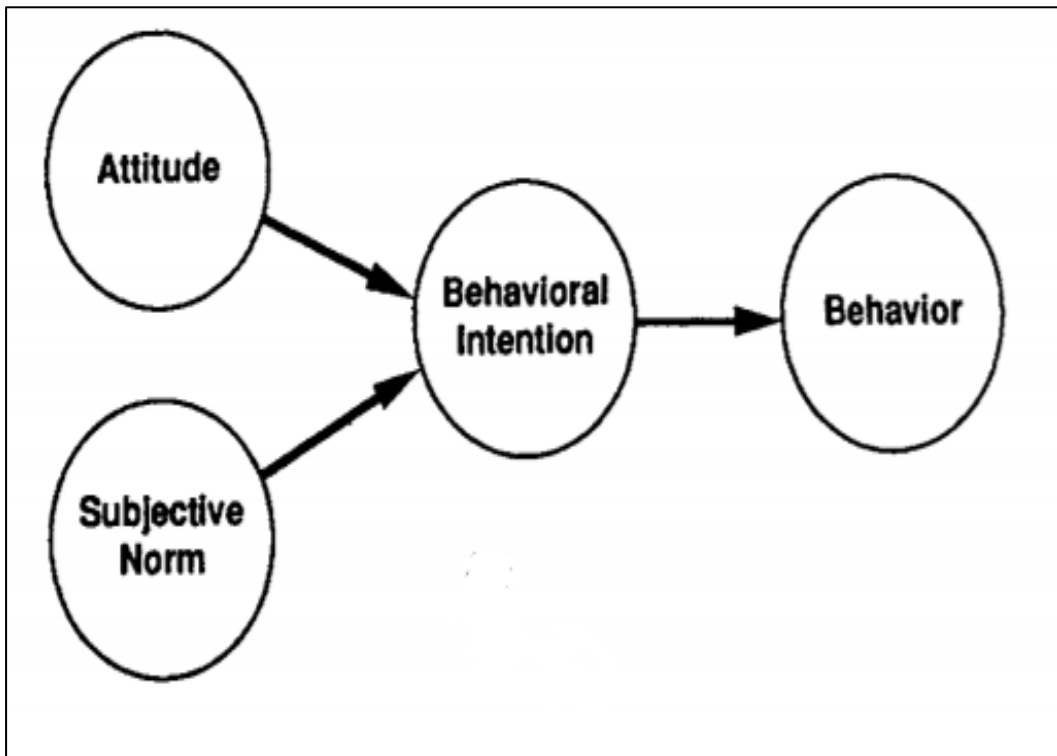 Attitude
Subjective
Norm
Behavioral
Intention
Behavior